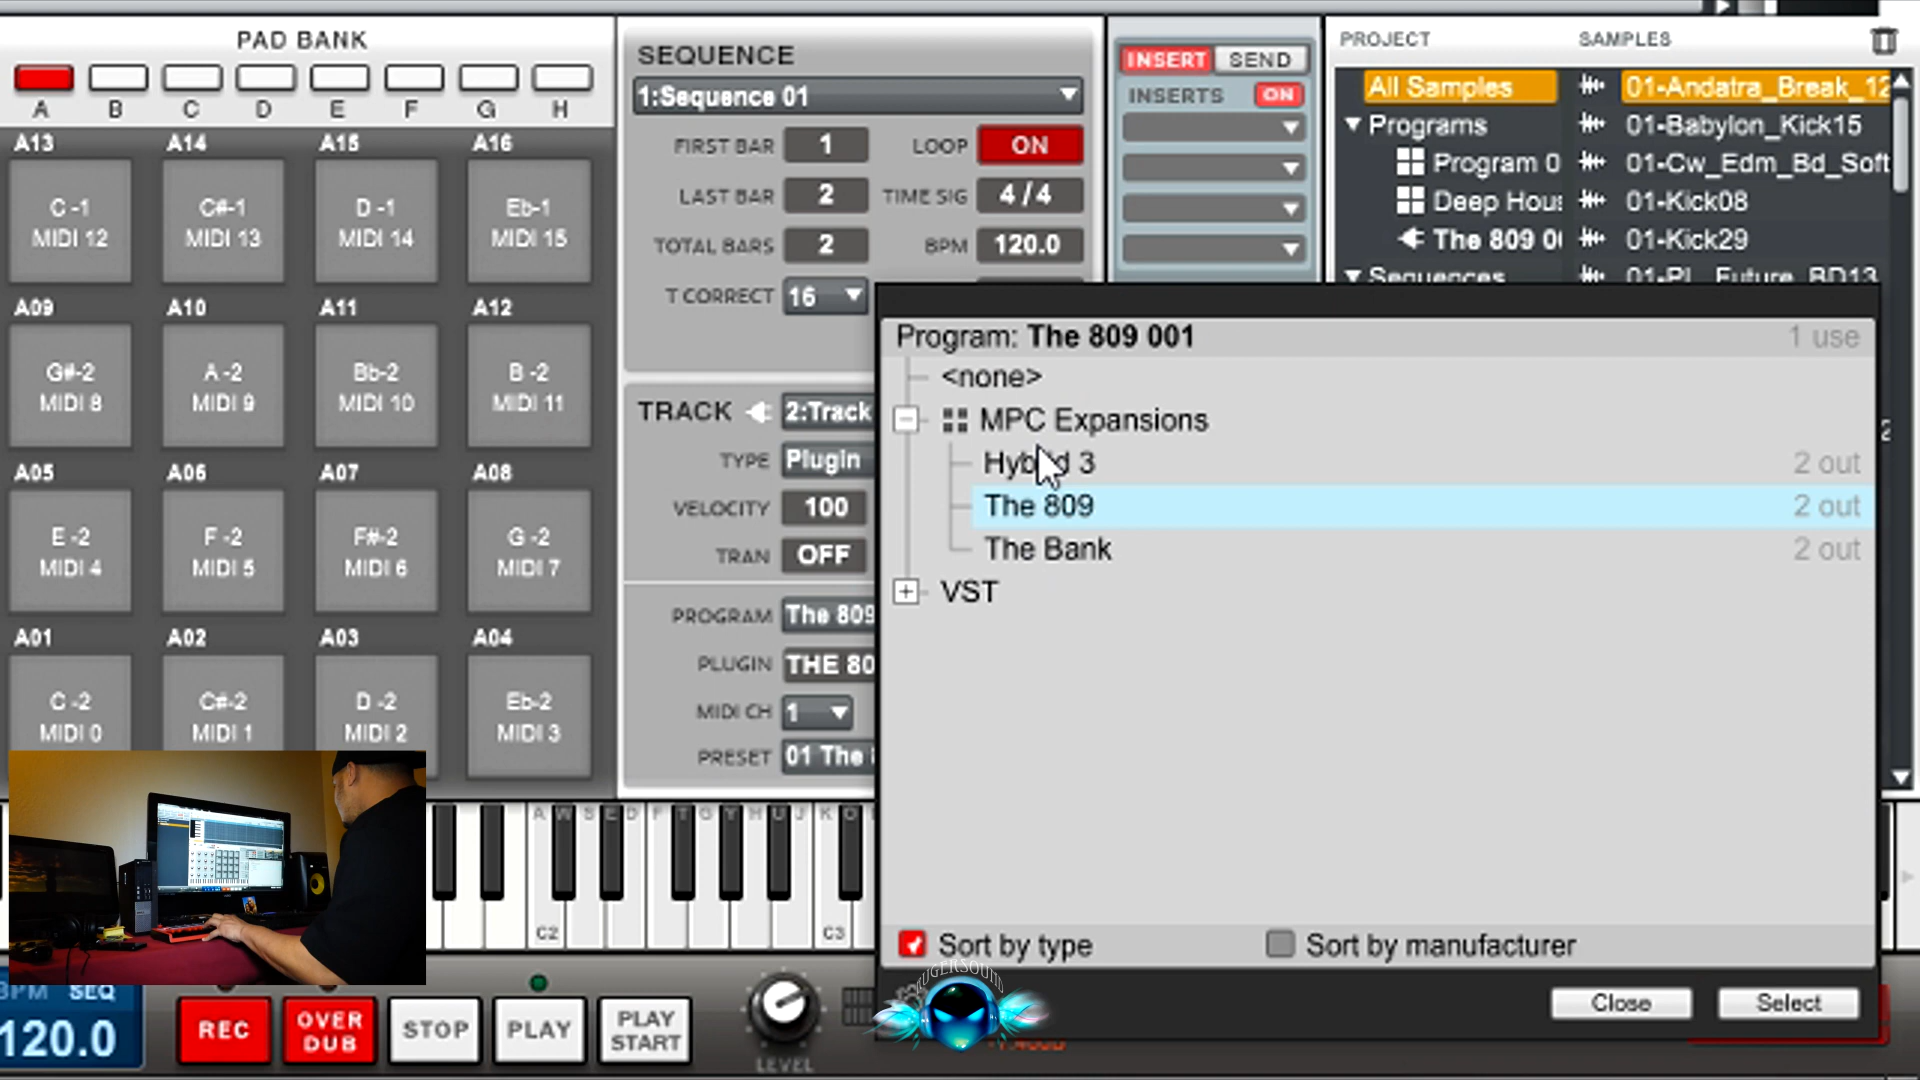 PAD BANK
A B C D E F G H
A13 A14 A15 A16
C -1 C#-1 D -1 Eb-1
MIDI 12 MIDI 13 MIDI 14 MIDI 15
A09 A10 A11 A12
G#-2 A -2 Bb-2 B -2
MIDI 8 MIDI 9 MIDI 10 MIDI 11
A05 A06 A07 A08
E -2 F -2 F#-2 G -2
MIDI 4 MIDI 5 MIDI 6 MIDI 7
A01 A02 A03 A04
C -2 C#-2 D -2 Eb-2
MIDI 0 MIDI 1 MIDI 2 MIDI 3
SEQUENCE
1:Sequence 01
FIRST BAR 1 LOOP ON
LAST BAR 2 TIME SIG 4 / 4
TOTAL BARS 2 BPM 120.0
T CORRECT 16
TRACK 2:Track
TYPE Plugin
VELOCITY 100
TRAN OFF
PROGRAM The 809
PLUGIN THE 80
MIDI CH 1
PRESET 01 The
INSERT SEND
INSERTS ON
PROJECT SAMPLES
All Samples 01-Andatra_Break_12
Programs 01-Babylon_Kick15
Program 0 01-Cw_Edm_Bd_Soft
Deep Hous 01-Kick08
The 809 00 01-Kick29
Sequences 01-PL_Future_BD13
Program: The 809 001 1 use
<none>
MPC Expansions
Hybrid 3 2 out
The 809 2 out
The Bank 2 out
VST
Sort by type Sort by manufacturer
Close Select
A W S E D F T G Y H U J K O
C2 C3
BPM SEQ
120.0
REC OVER DUB STOP PLAY PLAY START
LEVEL